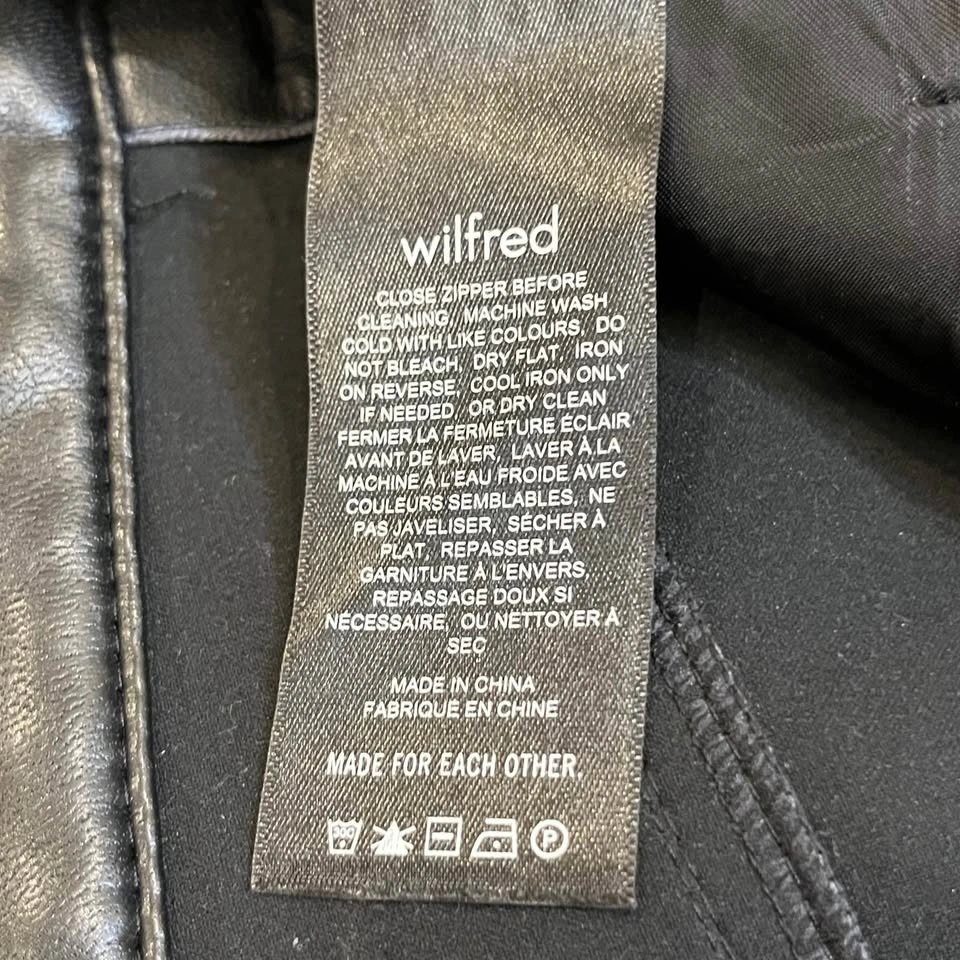 wilfred
CLOSE ZIPPER BEFORE
CLEANING, MACHINE WASH
COLD WITH LIKE COLOURS, DO
NOT BLEACH, DRY FLAT, IRON
ON REVERSE, COOL IRON ONLY
IF NEEDED, OR DRY CLEAN
FERMER LA FERMETURE ECLAIR
AVANT DE LAVER, LAVER À LA
MACHINE À L'EAU FROIDE AVEC
COULEURS SEMBLABLES, NE
PAS JAVELISER, SÉCHER À
PLAT, REPASSER LA
GARNITURE À L'ENVERS,
REPASSAGE DOUX SI
NÉCESSAIRE, OU NETTOYER À
SEC
MADE IN CHINA
FABRIQUÉ EN CHINE
MADE FOR EACH OTHER.
30C
P